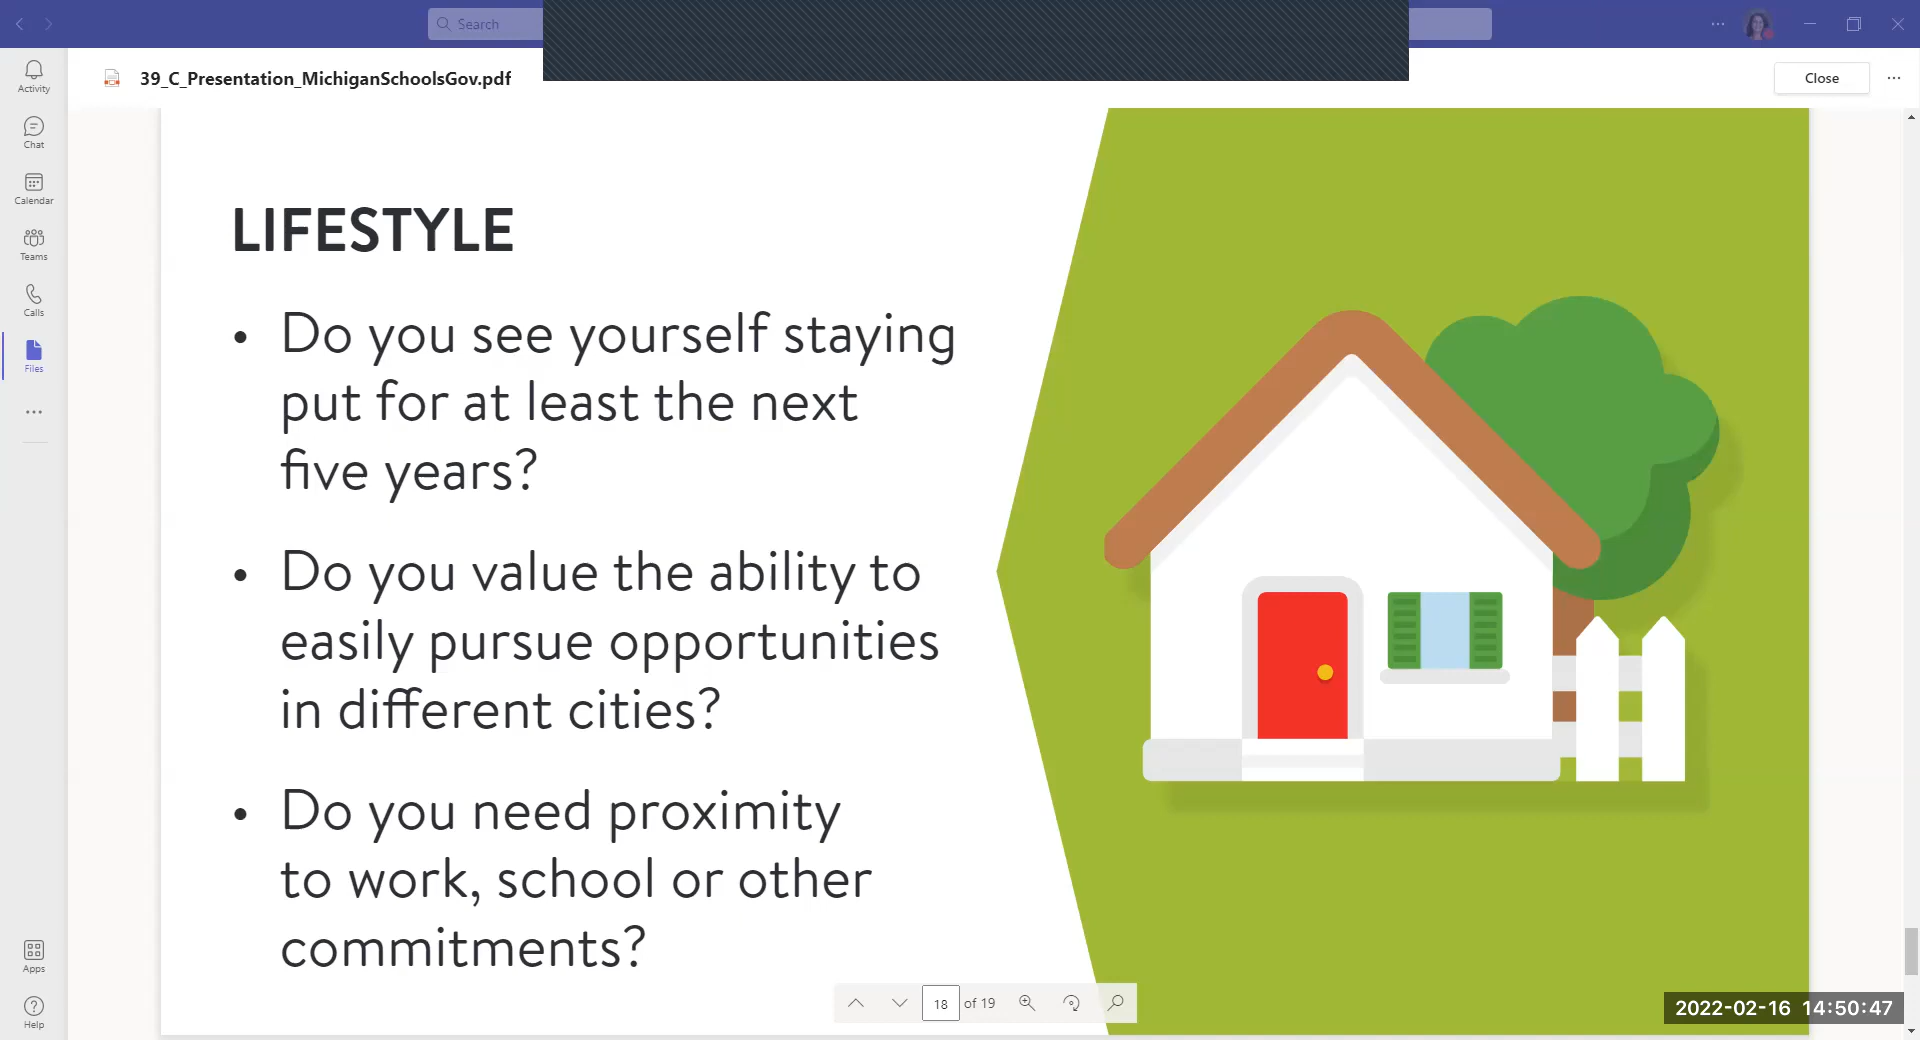 Search
39_C_Presentation_MichiganSchoolsGov.pdf
Close
Activity
Chat
Calendar
Teams
Calls
Files
Apps
Help
LIFESTYLE
• Do you see yourself staying
put for at least the next
five years?
• Do you value the ability to
easily pursue opportunities
in different cities?
• Do you need proximity
to work, school or other
commitments?
18 of 19
2022-02-16 14:50:47